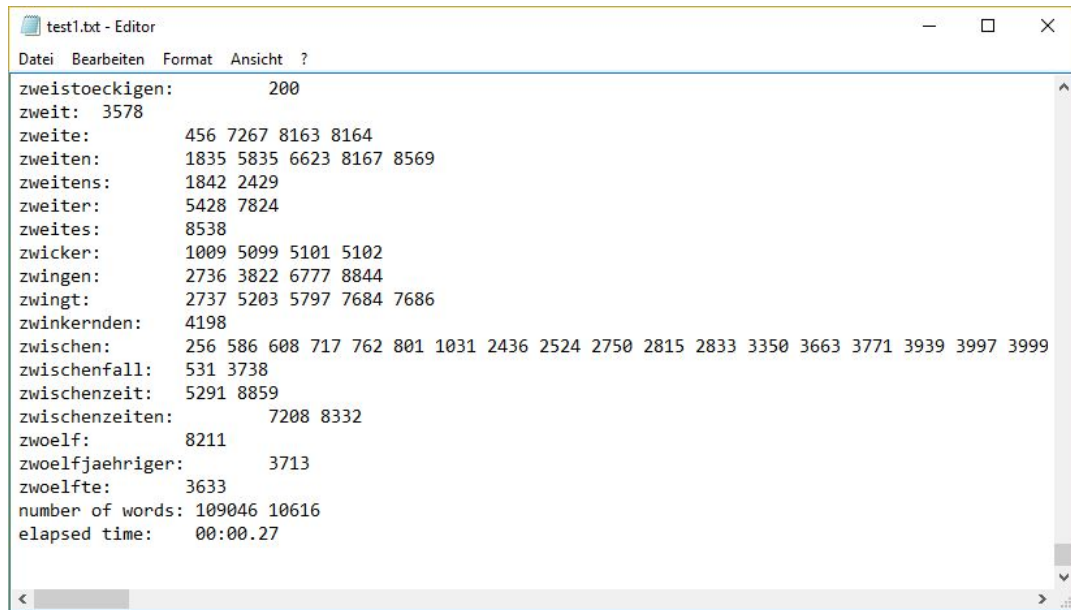 test1.txt - Editor
Datei Bearbeiten Format Ansicht ?
zweistoeckigen: 200
zweit: 3578
zweite: 456 7267 8163 8164
zweiten: 1835 5835 6623 8167 8569
zweitens: 1842 2429
zweiter: 5428 7824
zweites: 8538
zwicker: 1009 5099 5101 5102
zwingen: 2736 3822 6777 8844
zwingt: 2737 5203 5797 7684 7686
zwinkernden: 4198
zwischen: 256 586 608 717 762 801 1031 2436 2524 2750 2815 2833 3350 3663 3771 3939 3997 3999
zwischenfall: 531 3738
zwischenzeit: 5291 8859
zwischenzeiten: 7208 8332
zwoelf: 8211
zwoelfjaehriger: 3713
zwoelfte: 3633
number of words: 109046 10616
elapsed time: 00:00.27